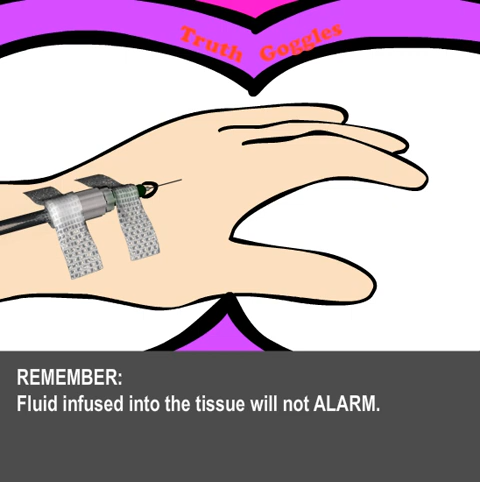 Truth Goggles
REMEMBER:
Fluid infused into the tissue will not ALARM.